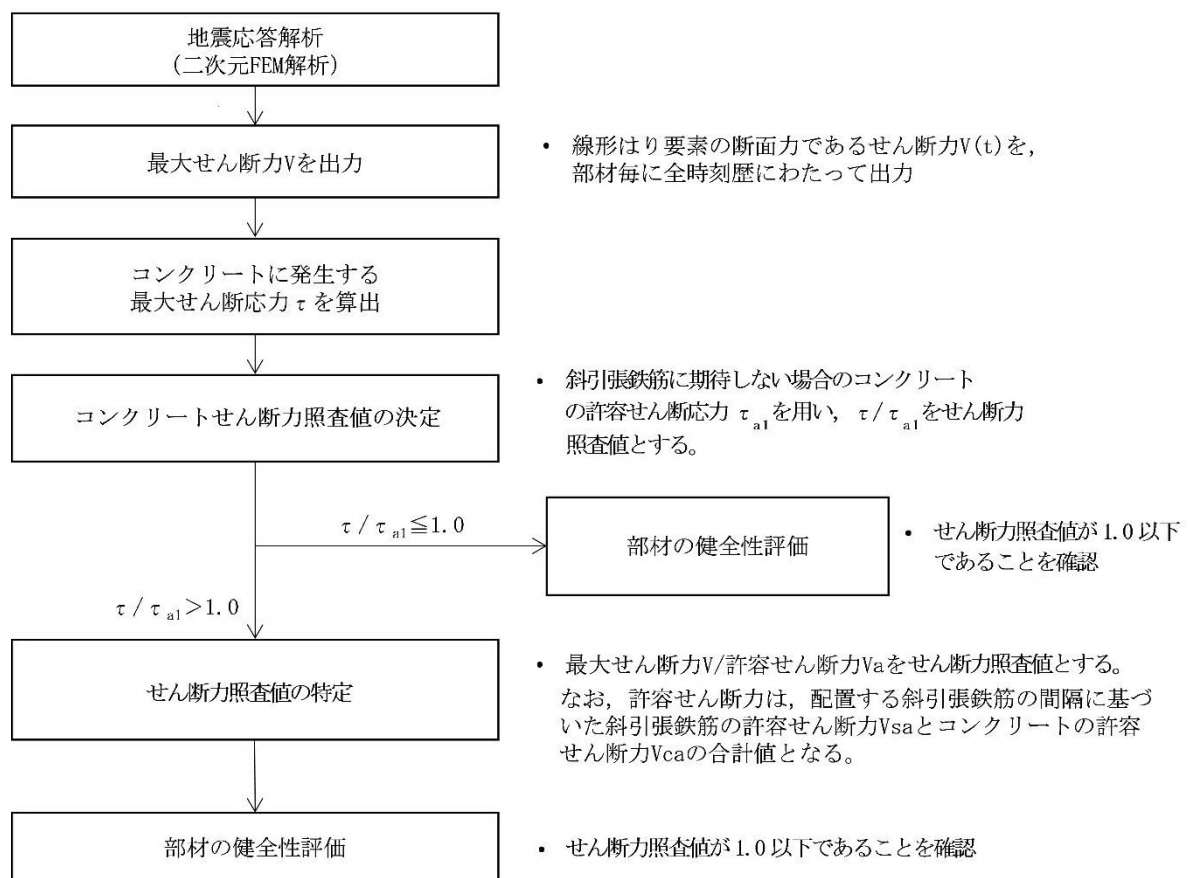 地震応答解析
(二次元FEM解析)
最大せん断力Vを出力
• 線形はり要素の断面力であるせん断力V(t)を,
部材毎に全時刻歴にわたって出力
コンクリートに発生する
最大せん断応力τを算出
コンクリートせん断力照査値の決定
• 斜引張鉄筋に期待しない場合のコンクリート
の許容せん断応力 τa1を用い, τ/τa1をせん断力
照査値とする。
τ/τa1≦1.0
部材の健全性評価
• せん断力照査値が1.0以下
であることを確認
τ/τa1>1.0
せん断力照査値の特定
• 最大せん断力V/許容せん断力Vaをせん断力照査値とする。
なお, 許容せん断力は, 配置する斜引張鉄筋の間隔に基づ
いた斜引張鉄筋の許容せん断力Vsaとコンクリートの許容
せん断力Vcaの合計値となる。
部材の健全性評価
• せん断力照査値が1.0以下であることを確認